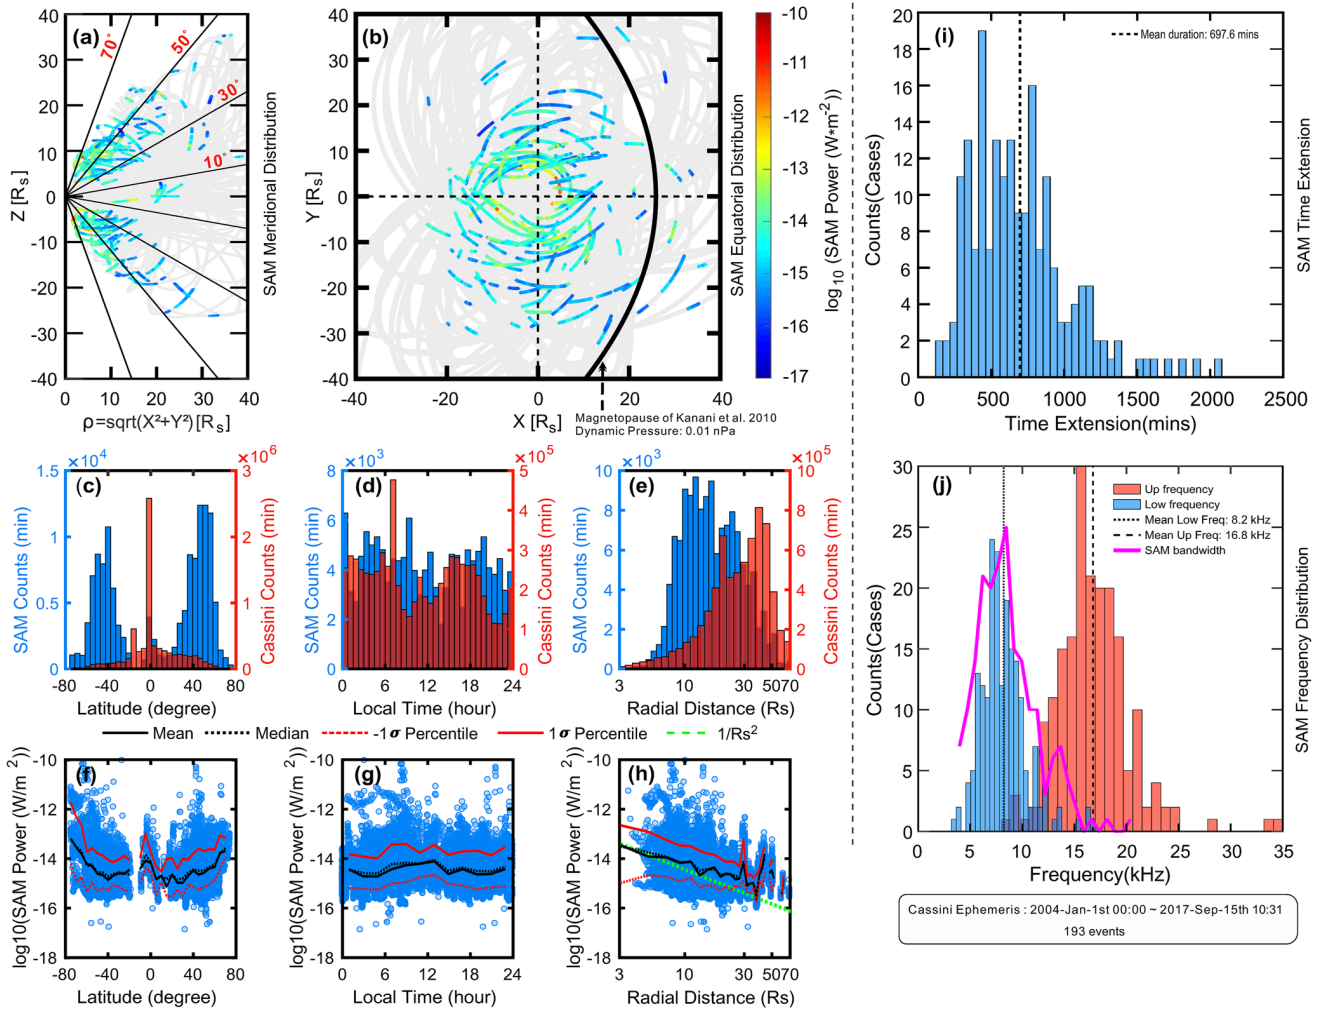 (a)
70°
50°
30°
10°
Z [Rs]
40
30
20
10
0
-10
-20
-30
-40
0 10 20 30 40
ρ=sqrt(X²+Y²)[Rs]
SAM Meridional Distribution
(b)
Y [Rs]
40
30
20
10
0
-10
-20
-30
-40
-40 -20 0 20 40
X [Rs]
Magnetopause of Kanani et al. 2010
Dynamic Pressure: 0.01 nPa
SAM Equatorial Distribution
-10
-11
-12
-13
-14
-15
-16
-17
log10 (SAM Power (W*m-2))
(i)
Mean duration: 697.6 mins
Counts(Cases)
20
18
16
14
12
10
8
6
4
2
0
0 500 1000 1500 2000 2500
Time Extension(mins)
SAM Time Extension
(c)
×10⁴
×10⁶
SAM Counts (min)
1.5
1
0.5
0
3
2
1
0
Cassini Counts (min)
-80 -40 0 40 80
Latitude (degree)
(d)
×10³
×10⁵
SAM Counts (min)
8
6
4
2
0
5
4
3
2
1
0
Cassini Counts (min)
0 6 12 18 24
Local Time (hour)
(e)
×10³
×10⁵
SAM Counts (min)
10
8
6
4
2
0
10
8
6
4
2
0
Cassini Counts (min)
3 10 30 5070
Radial Distance (Rs)
Mean Median -1σ Percentile 1σ Percentile 1/Rs²
(f)
log10(SAM Power (W/m²))
-10
-12
-14
-16
-18
-80 -40 0 40 80
Latitude (degree)
(g)
log10(SAM Power (W/m²))
-10
-12
-14
-16
-18
0 6 12 18 24
Local Time (hour)
(h)
log10(SAM Power (W/m²))
-10
-12
-14
-16
-18
3 10 30 5070
Radial Distance (Rs)
(j)
Up frequency
Low frequency
Mean Low Freq: 8.2 kHz
Mean Up Freq: 16.8 kHz
SAM bandwidth
Counts(Cases)
30
25
20
15
10
5
0
0 5 10 15 20 25 30 35
Frequency(kHz)
SAM Frequency Distribution
Cassini Ephemeris : 2004-Jan-1st 00:00 ~ 2017-Sep-15th 10:31
193 events